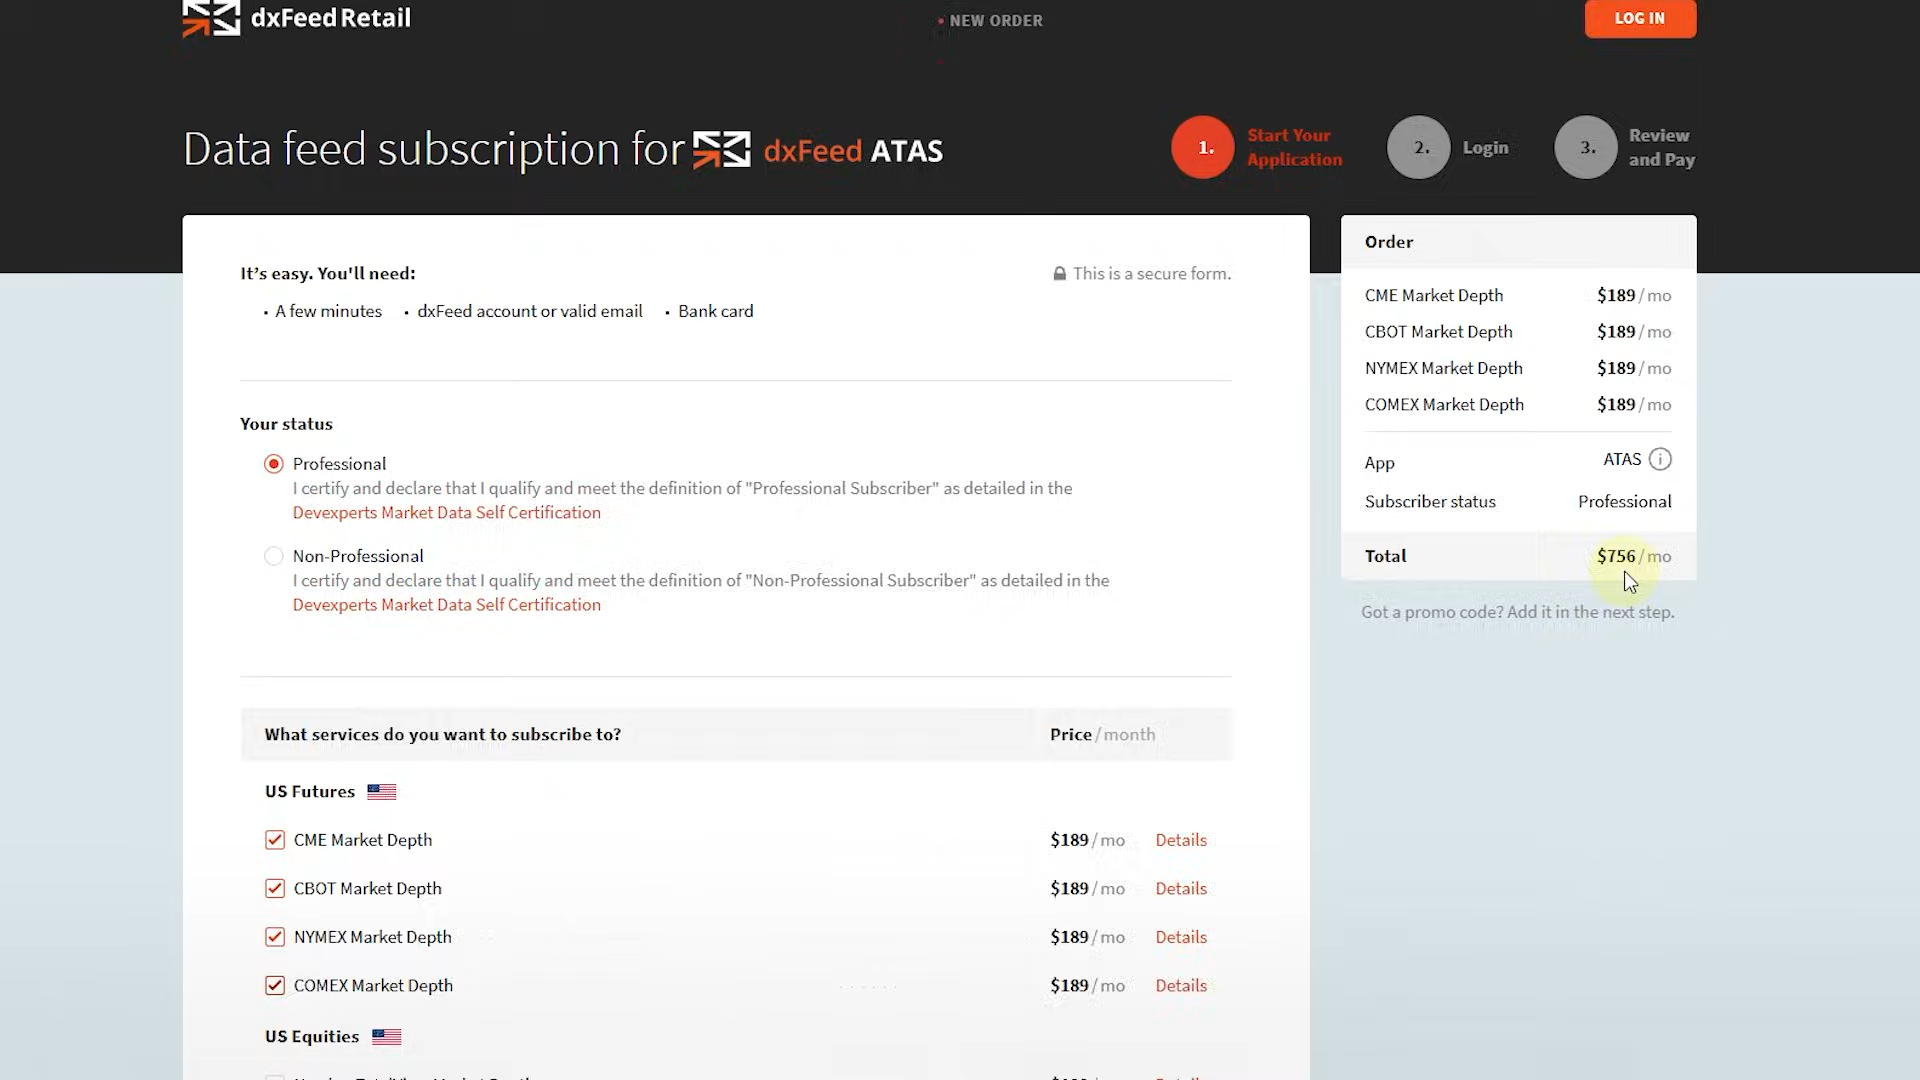 dxFeed Retail
• NEW ORDER
LOG IN
Data feed subscription for dxFeed ATAS
1. Start Your Application
2. Login
3. Review and Pay
It's easy. You'll need:
This is a secure form.
• A few minutes • dxFeed account or valid email • Bank card
Your status
Professional
I certify and declare that I qualify and meet the definition of "Professional Subscriber" as detailed in the
Devexperts Market Data Self Certification
Non-Professional
I certify and declare that I qualify and meet the definition of "Non-Professional Subscriber" as detailed in the
Devexperts Market Data Self Certification
What services do you want to subscribe to? Price / month
US Futures
CME Market Depth $189 / mo Details
CBOT Market Depth $189 / mo Details
NYMEX Market Depth $189 / mo Details
COMEX Market Depth $189 / mo Details
US Equities
Order
CME Market Depth $189 / mo
CBOT Market Depth $189 / mo
NYMEX Market Depth $189 / mo
COMEX Market Depth $189 / mo
App ATAS
Subscriber status Professional
Total $756 / mo
Got a promo code? Add it in the next step.